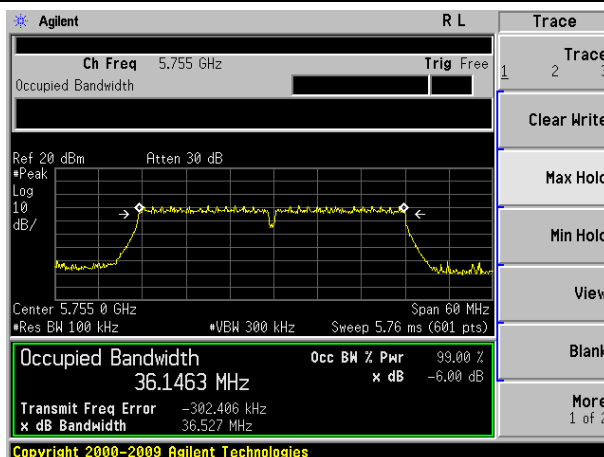 Agilent R L Trace
Ch Freq 5.755 GHz Trig Free
Occupied Bandwidth
Trace
1 2 3
Clear Write
Max Hold
Min Hold
View
Blank
More
1 of 2
Ref 20 dBm Atten 30 dB
#Peak
Log
10
dB/
Center 5.755 0 GHz Span 60 MHz
#Res BW 100 kHz #VBW 300 kHz Sweep 5.76 ms (601 pts)
Occupied Bandwidth Occ BW % Pwr 99.00 %
36.1463 MHz x dB -6.00 dB
Transmit Freq Error -302.406 kHz
x dB Bandwidth 36.527 MHz
Copyright 2000-2009 Agilent Technologies